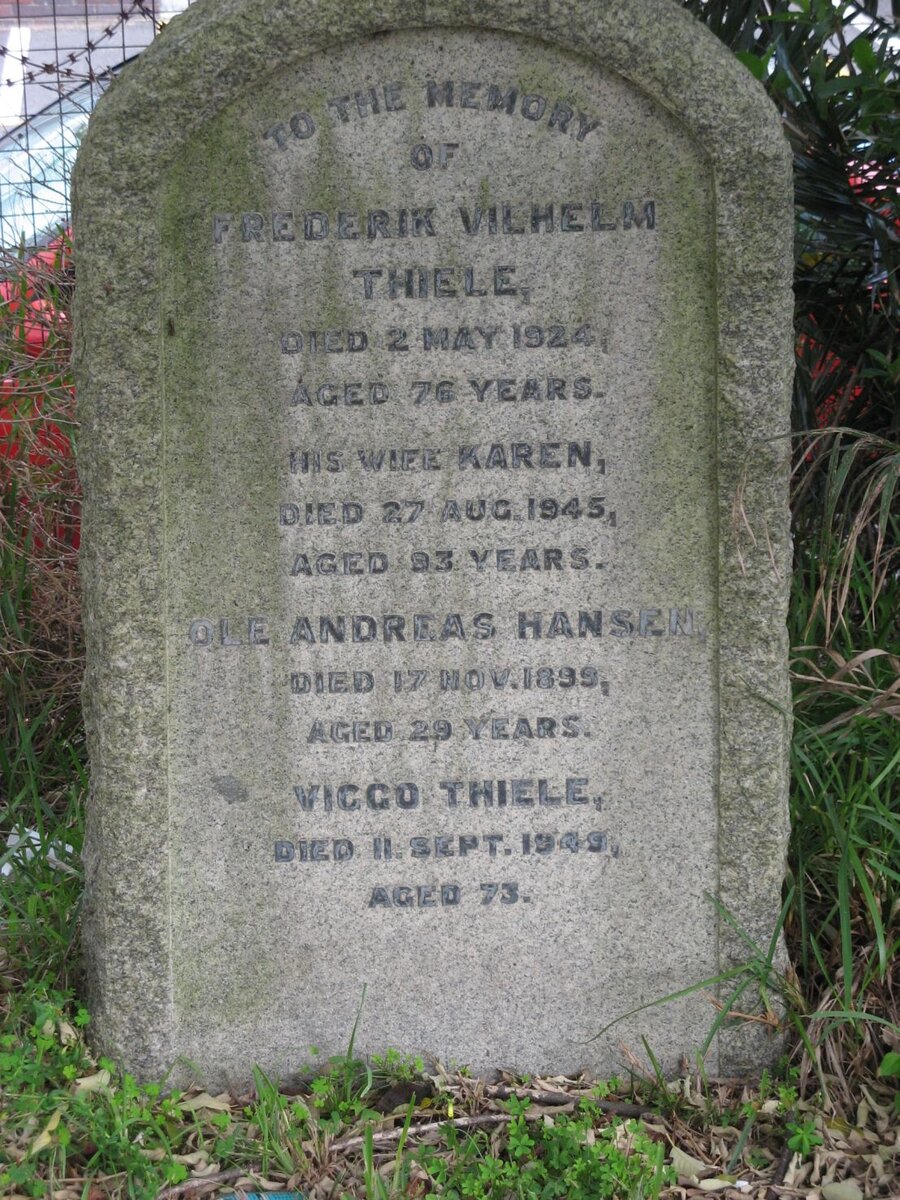 TO THE MEMORY
OF
FREDERIK VILHELM
THIELE,
DIED 2 MAY 1924,
AGED 76 YEARS.
HIS WIFE KAREN,
DIED 27 AUG. 1945,
AGED 93 YEARS.
OLE ANDREAS HANSEN,
DIED 17 NOV. 1899,
AGED 29 YEARS.
VIGGO THIELE,
DIED 11. SEPT. 1949,
AGED 73.